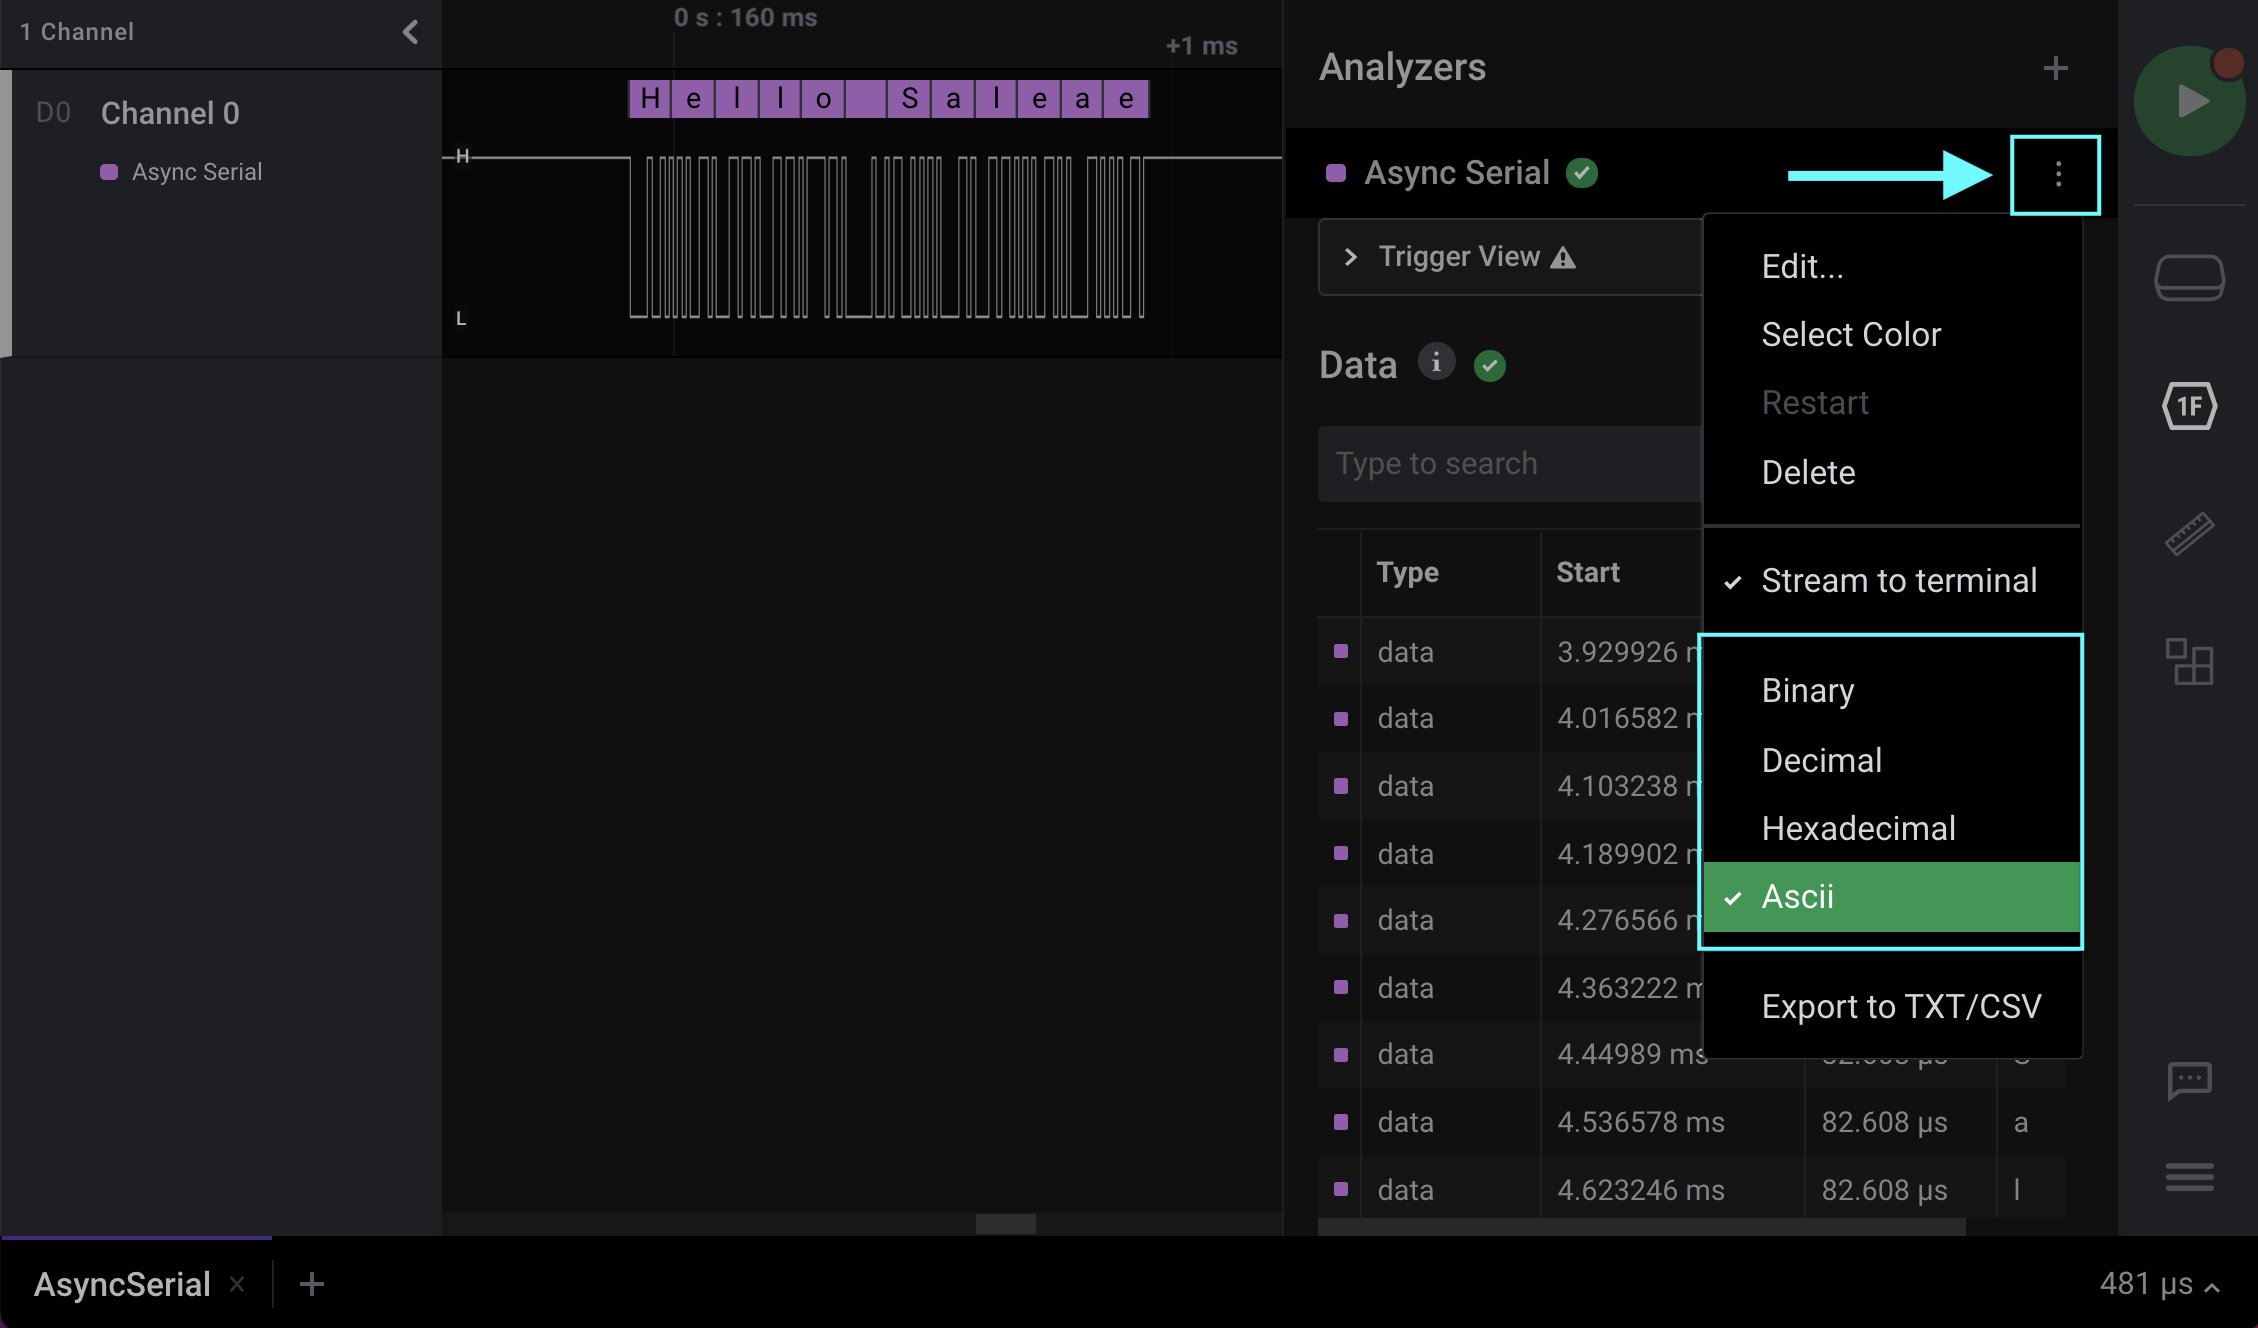 1 Channel
0 s : 160 ms
+1 ms
D0 Channel 0
Async Serial
H e l l o S a l e a e
H
L
Analyzers
Async Serial
Trigger View
Data
Type to search
Type Start
data 3.929926
data 4.016582
data 4.103238
data 4.189902
data 4.276566
data 4.363222
data 4.44989 ms
data 4.536578 ms 82.608 µs a
data 4.623246 ms 82.608 µs l
Edit...
Select Color
Restart
Delete
Stream to terminal
Binary
Decimal
Hexadecimal
Ascii
Export to TXT/CSV
1F
AsyncSerial
481 µs